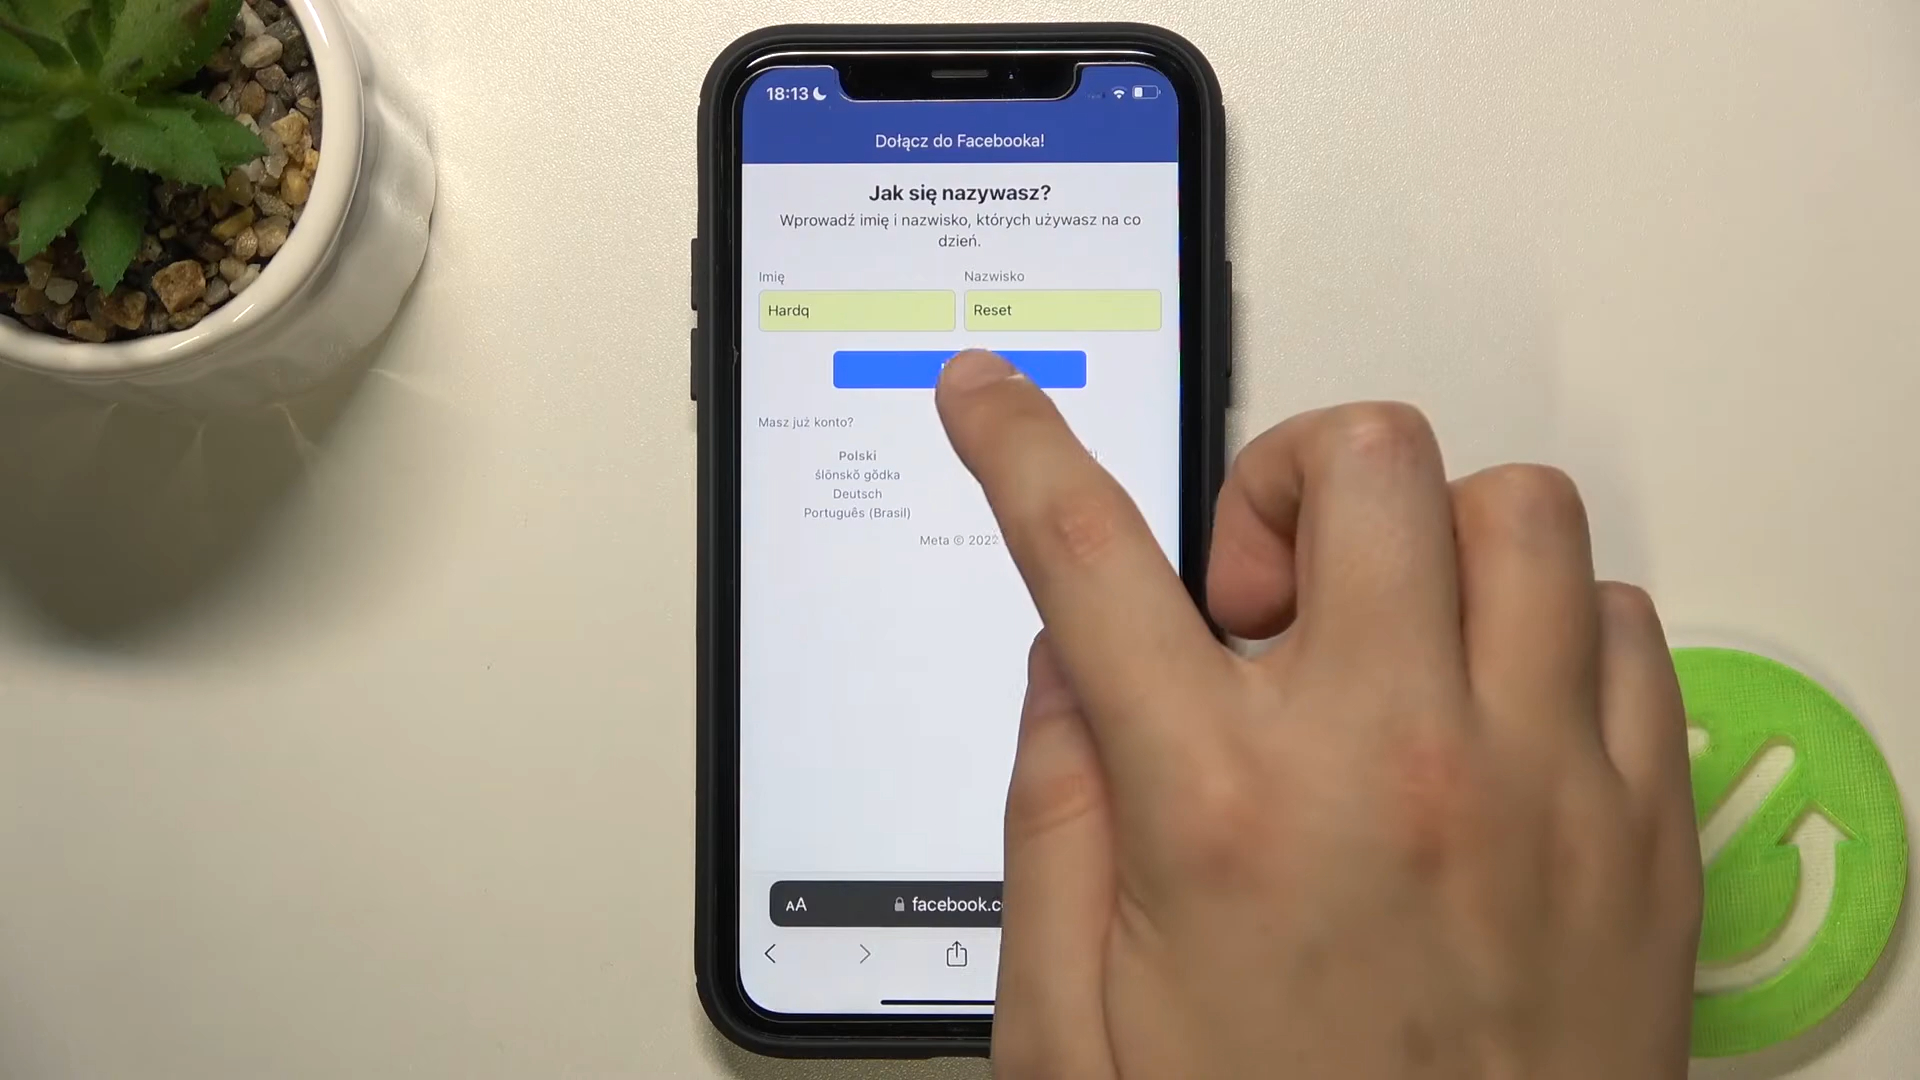 18:13
Dołącz do Facebooka!
Jak się nazywasz?
Wprowadź imię i nazwisko, których używasz na co
dzień.
Imię Nazwisko
Hardq Reset
Masz już konto?
Polski
ślōnskŏ gŏdka
Deutsch
Português (Brasil)
Meta © 2022
AA facebook.c